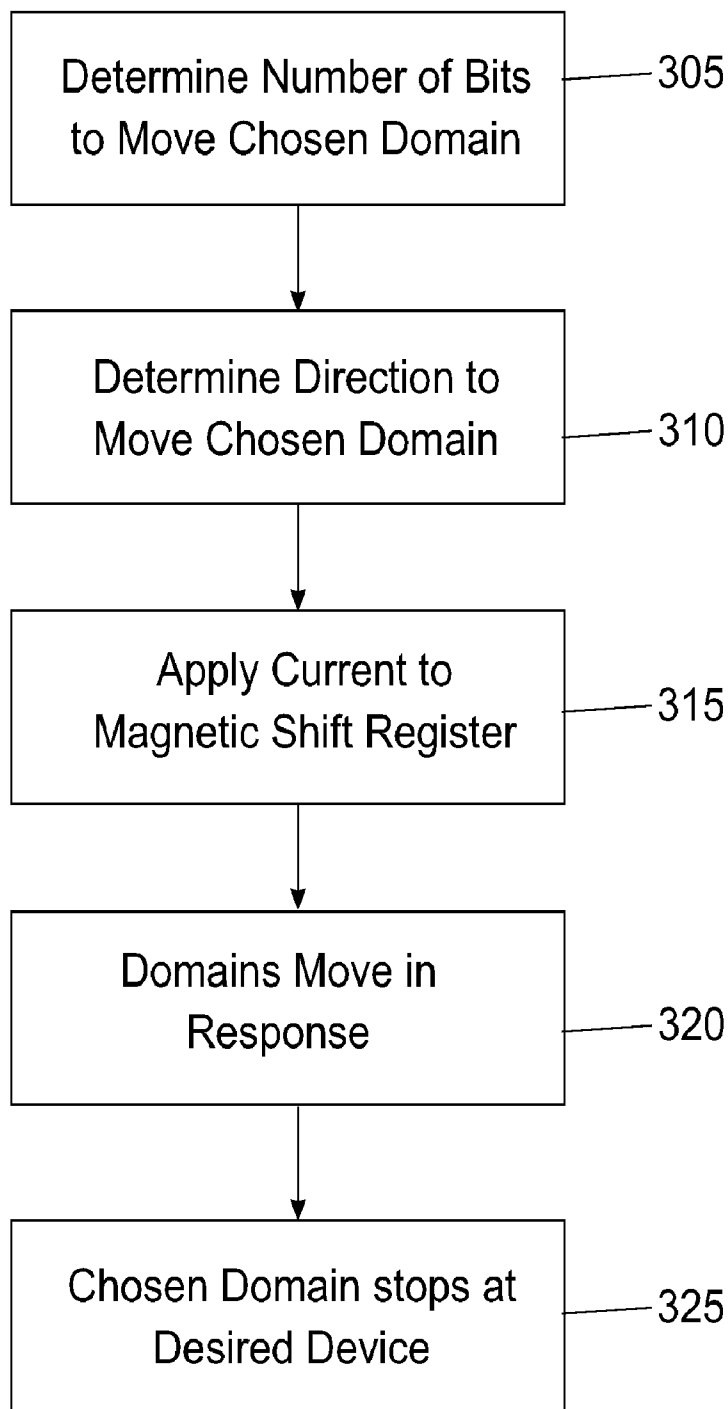 Determine Number of Bits
to Move Chosen Domain
305
Determine Direction to
Move Chosen Domain
310
Apply Current to
Magnetic Shift Register
315
Domains Move in
Response
320
Chosen Domain stops at
Desired Device
325